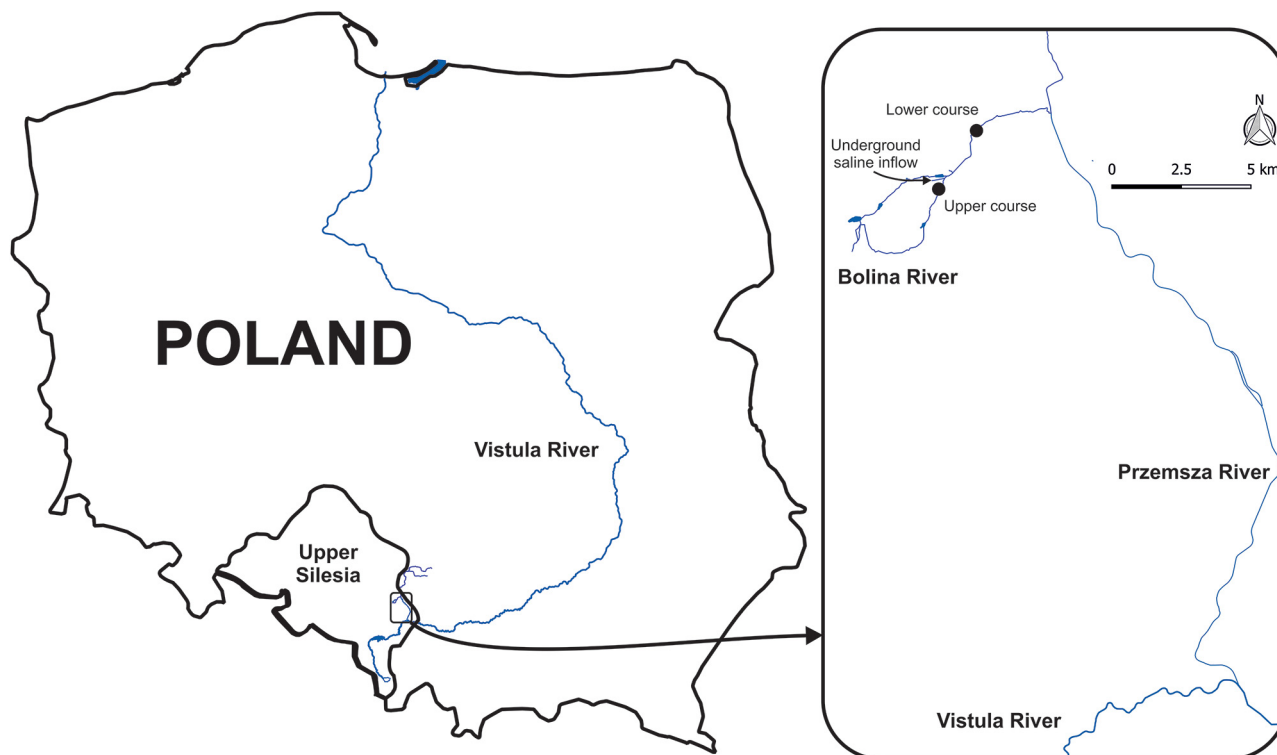 POLAND
Vistula River
Upper
Silesia
Lower course
Underground
saline inflow
Upper course
Bolina River
N
0 2.5 5 km
Przemsza River
Vistula River